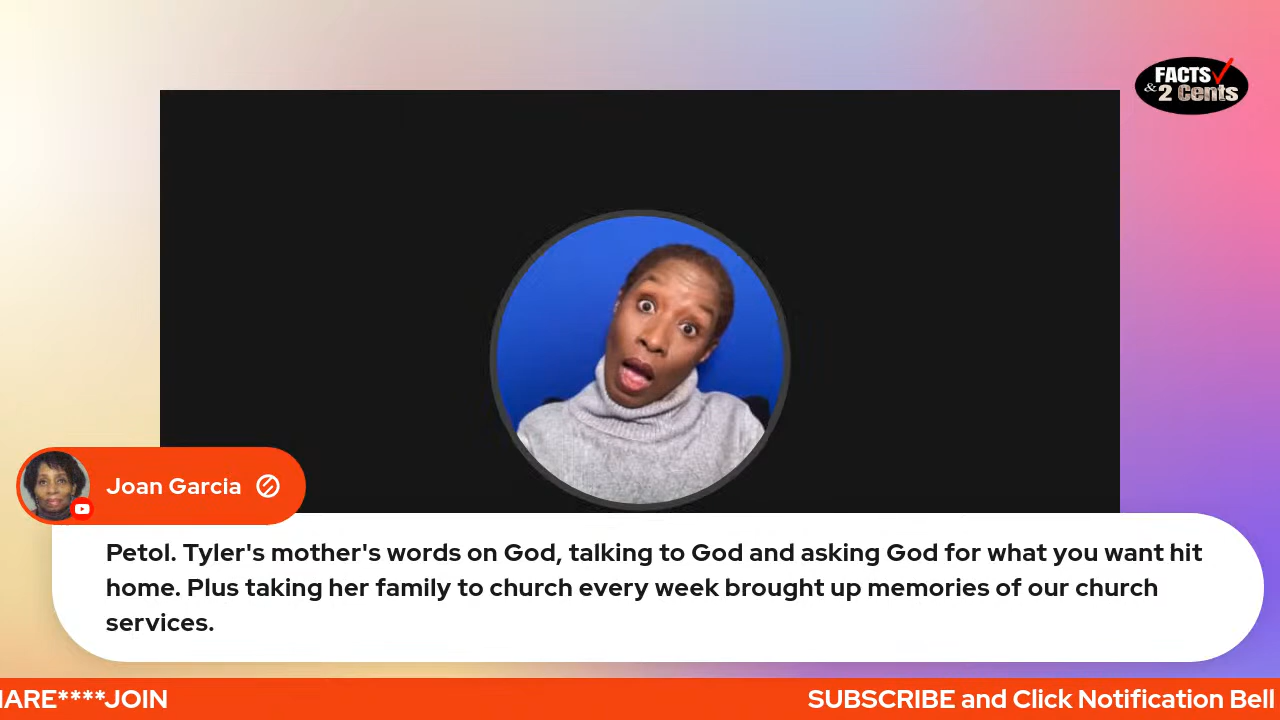 FACTS
& 2 Cents
Joan Garcia
Petol. Tyler's mother's words on God, talking to God and asking God for what you want hit
home. Plus taking her family to church every week brought up memories of our church
services.
HARE****JOIN SUBSCRIBE and Click Notification Bell